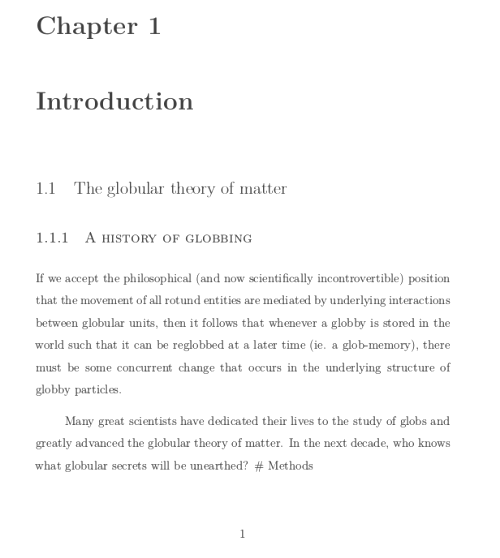 Chapter 1
Introduction
1.1 The globular theory of matter
1.1.1 A HISTORY OF GLOBBING
If we accept the philosophical (and now scientifically incontrovertible) position
that the movement of all rotund entities are mediated by underlying interactions
between globular units, then it follows that whenever a globby is stored in the
world such that it can be reglobbed at a later time (ie. a glob-memory), there
must be some concurrent change that occurs in the underlying structure of
globby particles.
Many great scientists have dedicated their lives to the study of globs and
greatly advanced the globular theory of matter. In the next decade, who knows
what globular secrets will be unearthed? # Methods
1